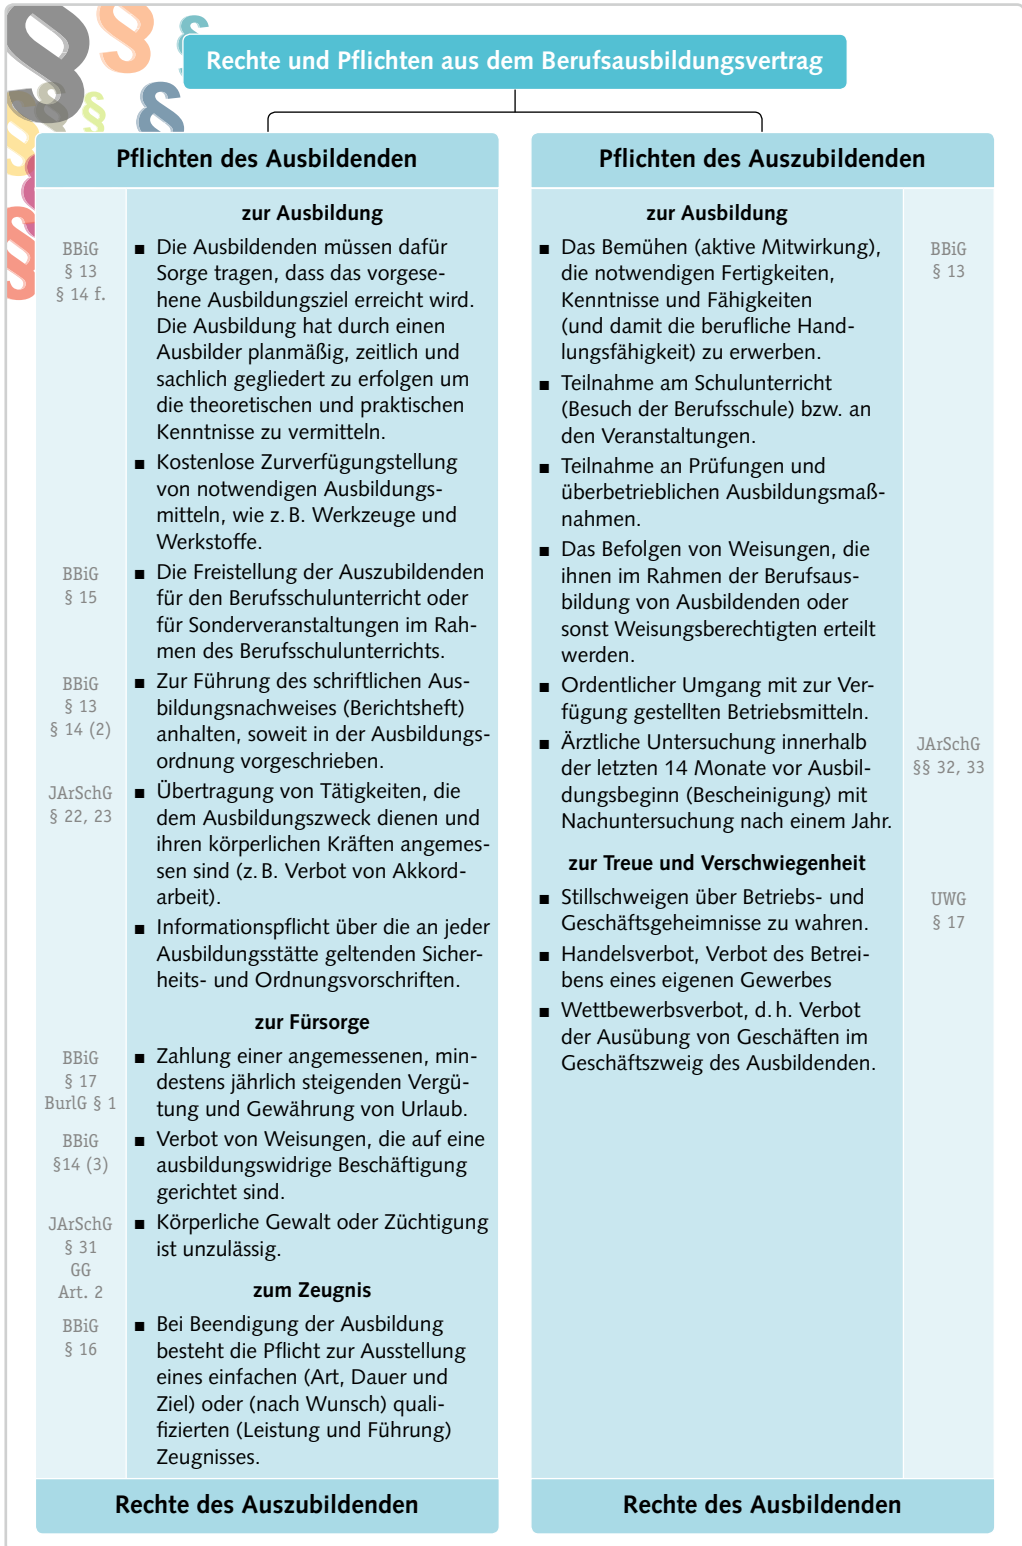 Rechte und Pflichten aus dem Berufsausbildungsvertrag
Pflichten des Ausbildenden
zur Ausbildung
BBiG
§ 13
§ 14 f.
■ Die Ausbildenden müssen dafür
Sorge tragen, dass das vorgese-
hene Ausbildungsziel erreicht wird.
Die Ausbildung hat durch einen
Ausbilder planmäßig, zeitlich und
sachlich gegliedert zu erfolgen um
die theoretischen und praktischen
Kenntnisse zu vermitteln.
■ Kostenlose Zurverfügungstellung
von notwendigen Ausbildungs-
mitteln, wie z. B. Werkzeuge und
Werkstoffe.
BBiG
§ 15
■ Die Freistellung der Auszubildenden
für den Berufsschulunterricht oder
für Sonderveranstaltungen im Rah-
men des Berufsschulunterrichts.
BBiG
§ 13
§ 14 (2)
■ Zur Führung des schriftlichen Aus-
bildungsnachweises (Berichtsheft)
anhalten, soweit in der Ausbildungs-
ordnung vorgeschrieben.
JArSchG
§ 22, 23
■ Übertragung von Tätigkeiten, die
dem Ausbildungszweck dienen und
ihren körperlichen Kräften angemes-
sen sind (z. B. Verbot von Akkord-
arbeit).
■ Informationspflicht über die an jeder
Ausbildungsstätte geltenden Sicher-
heits- und Ordnungsvorschriften.
zur Fürsorge
BBiG
§ 17
BurlG § 1
■ Zahlung einer angemessenen, min-
destens jährlich steigenden Vergü-
tung und Gewährung von Urlaub.
BBiG
§14 (3)
■ Verbot von Weisungen, die auf eine
ausbildungswidrige Beschäftigung
gerichtet sind.
JArSchG
§ 31
GG
Art. 2
■ Körperliche Gewalt oder Züchtigung
ist unzulässig.
zum Zeugnis
BBiG
§ 16
■ Bei Beendigung der Ausbildung
besteht die Pflicht zur Ausstellung
eines einfachen (Art, Dauer und
Ziel) oder (nach Wunsch) quali-
fizierten (Leistung und Führung)
Zeugnisses.
Rechte des Auszubildenden
Pflichten des Auszubildenden
zur Ausbildung
■ Das Bemühen (aktive Mitwirkung),
die notwendigen Fertigkeiten,
Kenntnisse und Fähigkeiten
(und damit die berufliche Hand-
lungsfähigkeit) zu erwerben.
BBiG
§ 13
■ Teilnahme am Schulunterricht
(Besuch der Berufsschule) bzw. an
den Veranstaltungen.
■ Teilnahme an Prüfungen und
überbetrieblichen Ausbildungsmaß-
nahmen.
■ Das Befolgen von Weisungen, die
ihnen im Rahmen der Berufsaus-
bildung von Ausbildenden oder
sonst Weisungsberechtigten erteilt
werden.
■ Ordentlicher Umgang mit zur Ver-
fügung gestellten Betriebsmitteln.
■ Ärztliche Untersuchung innerhalb
der letzten 14 Monate vor Ausbil-
dungsbeginn (Bescheinigung) mit
Nachuntersuchung nach einem Jahr.
JArSchG
§§ 32, 33
zur Treue und Verschwiegenheit
■ Stillschweigen über Betriebs- und
Geschäftsgeheimnisse zu wahren.
UWG
§ 17
■ Handelsverbot, Verbot des Betrei-
bens eines eigenen Gewerbes
■ Wettbewerbsverbot, d. h. Verbot
der Ausübung von Geschäften im
Geschäftszweig des Ausbildenden.
Rechte des Ausbildenden